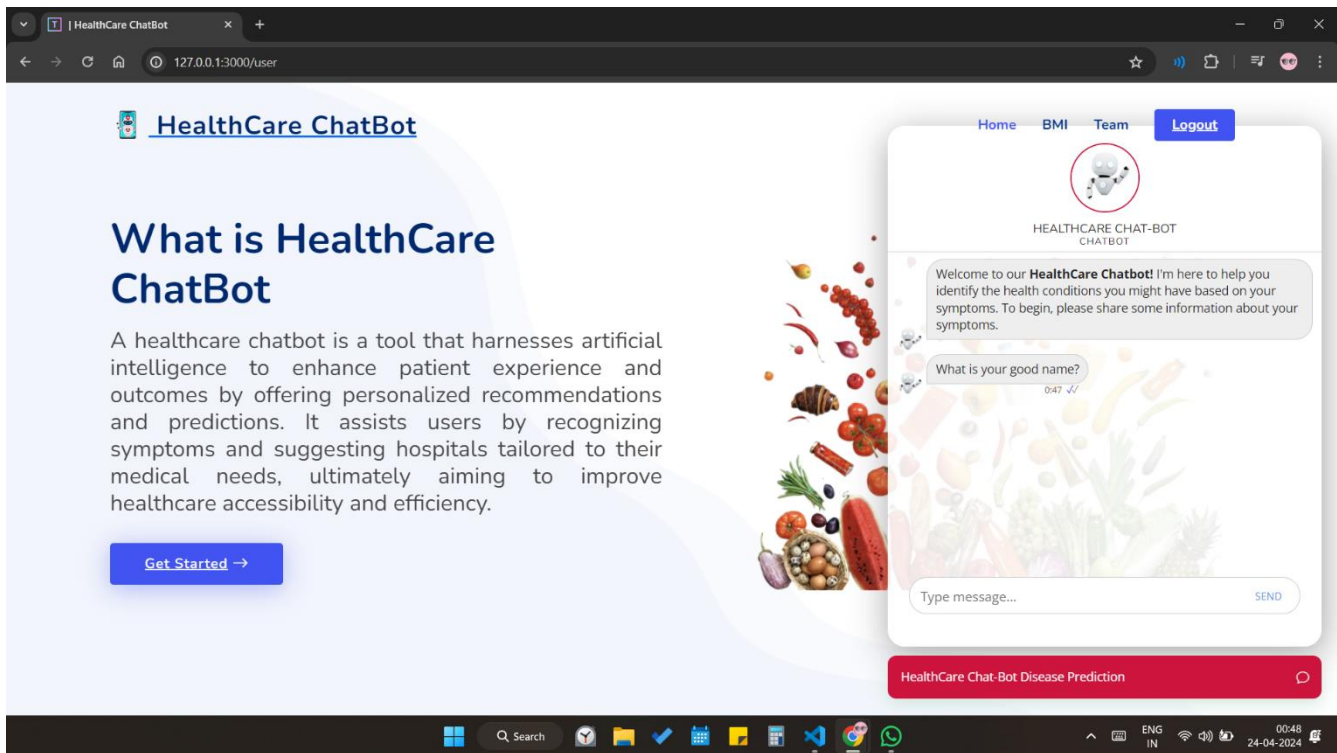 T | HealthCare ChatBot
127.0.0.1:3000/user
HealthCare ChatBot
Home BMI Team Logout
What is HealthCare
ChatBot
A healthcare chatbot is a tool that harnesses artificial
intelligence to enhance patient experience and
outcomes by offering personalized recommendations
and predictions. It assists users by recognizing
symptoms and suggesting hospitals tailored to their
medical needs, ultimately aiming to improve
healthcare accessibility and efficiency.
Get Started →
HEALTHCARE CHAT-BOT
CHATBOT
Welcome to our HealthCare Chatbot! I'm here to help you
identify the health conditions you might have based on your
symptoms. To begin, please share some information about your
symptoms.
What is your good name?
0:47
Type message...
SEND
HealthCare Chat-Bot Disease Prediction
Search
ENG
IN
00:48
24-04-2024